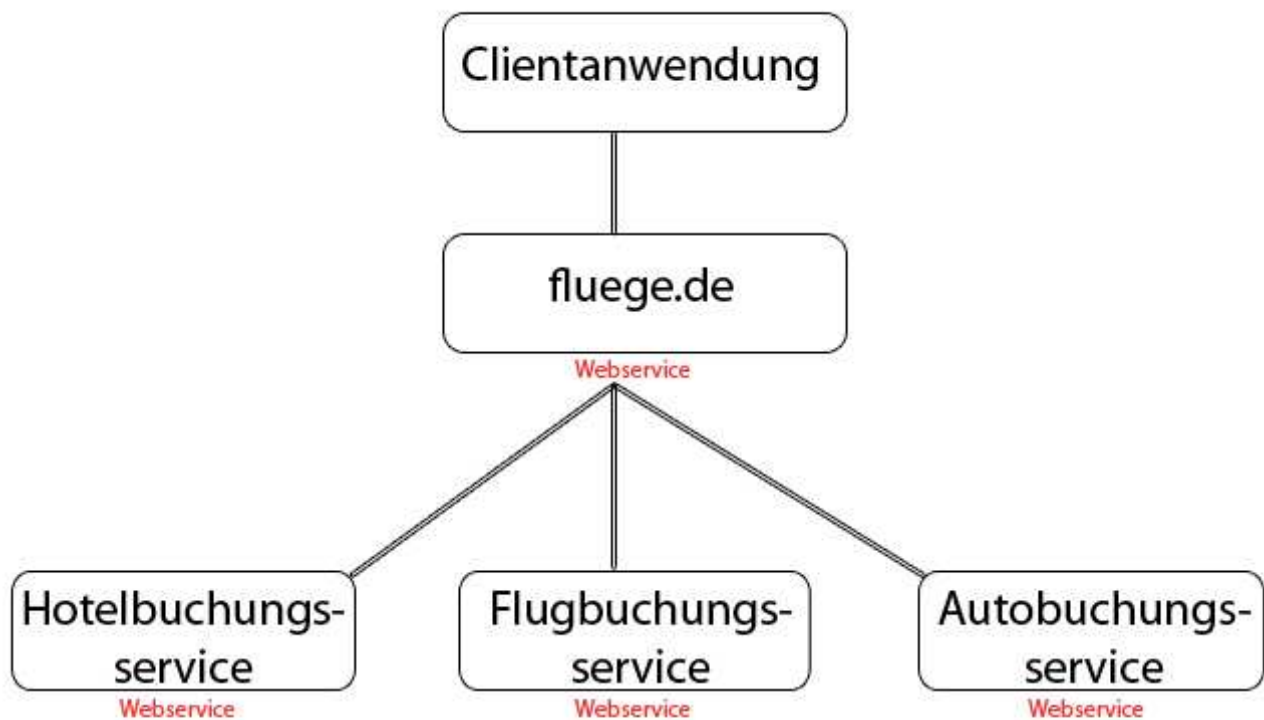 Clientanwendung
fluege.de
Webservice
Hotelbuchungs-
service
Webservice
Flugbuchungs-
service
Webservice
Autobuchungs-
service
Webservice